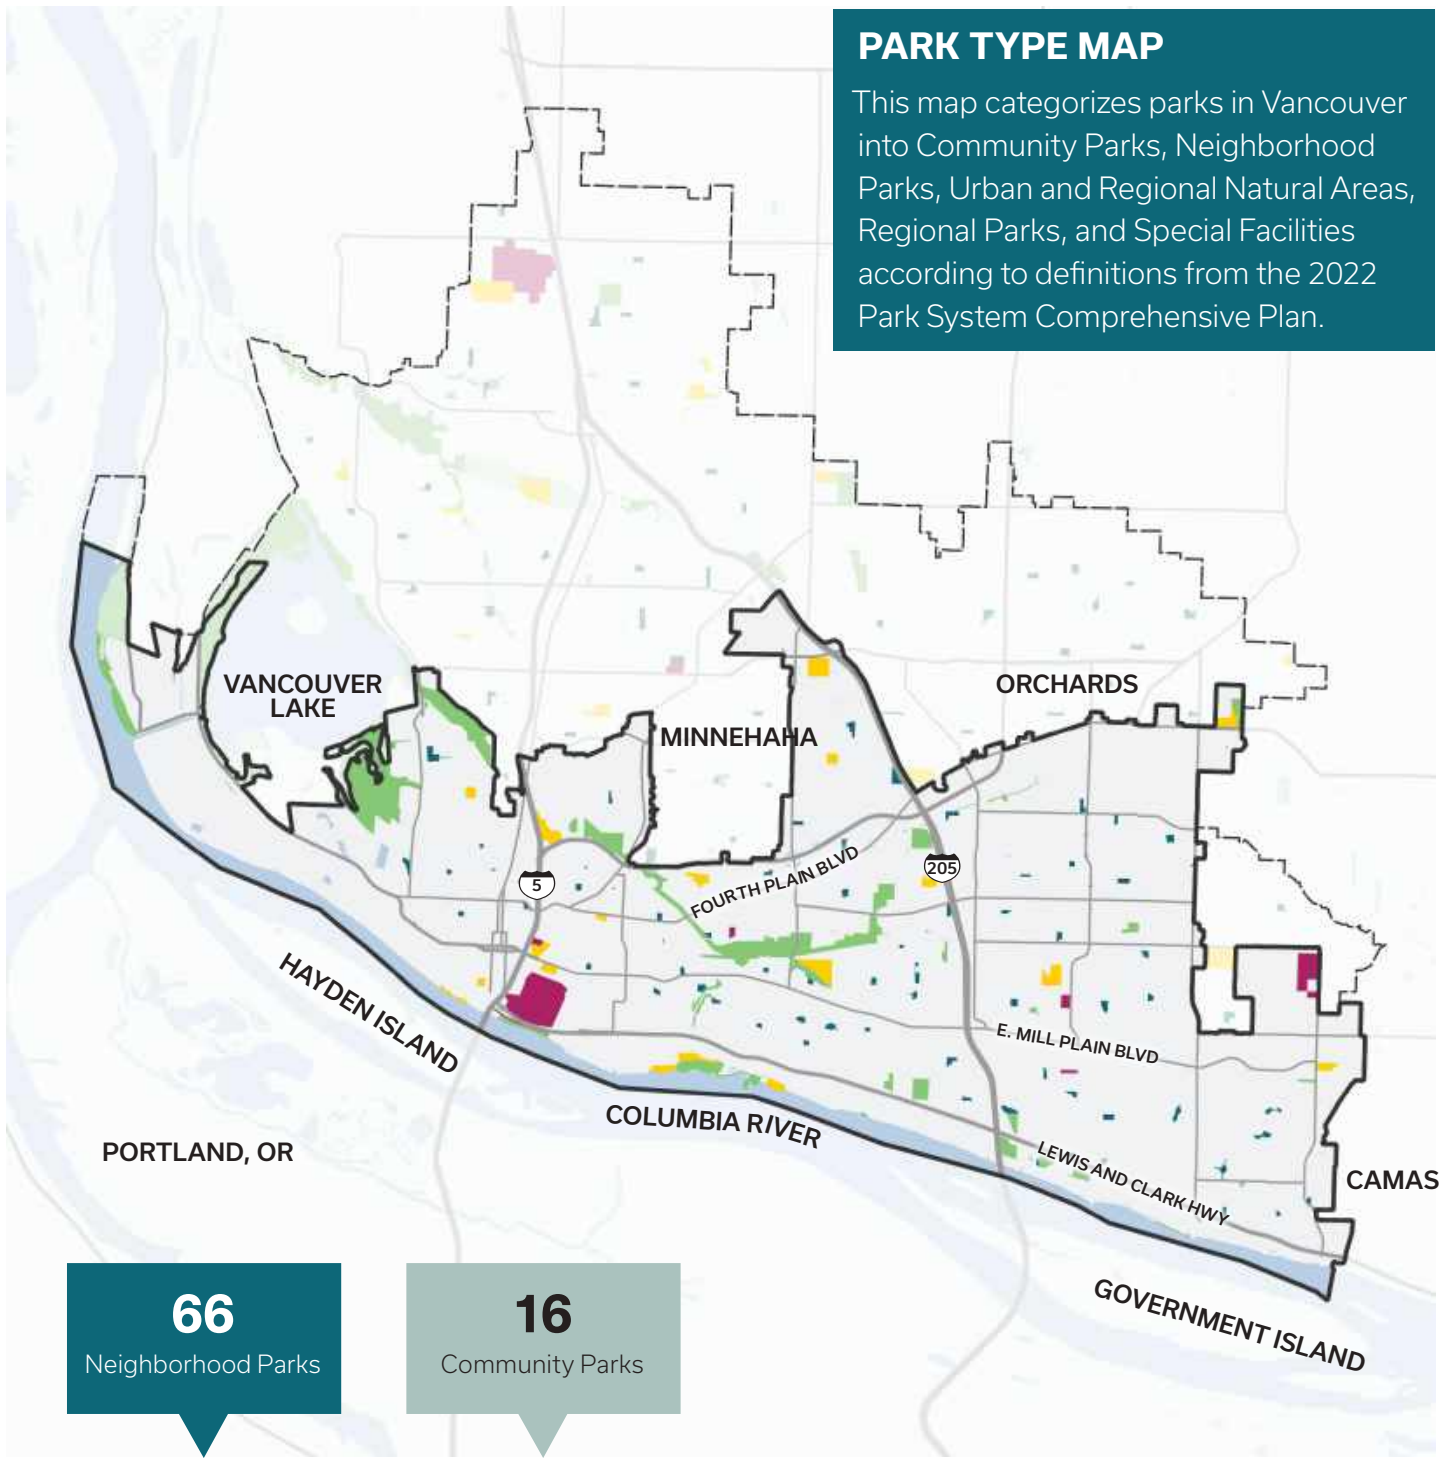 PARK TYPE MAP
This map categorizes parks in Vancouver
into Community Parks, Neighborhood
Parks, Urban and Regional Natural Areas,
Regional Parks, and Special Facilities
according to definitions from the 2022
Park System Comprehensive Plan.
VANCOUVER
LAKE
ORCHARDS
MINNEHAHA
FOURTH PLAIN BLVD
205
5
HAYDEN ISLAND
E. MILL PLAIN BLVD
COLUMBIA RIVER
PORTLAND, OR
LEWIS AND CLARK HWY
CAMAS
GOVERNMENT ISLAND
66
Neighborhood Parks
16
Community Parks